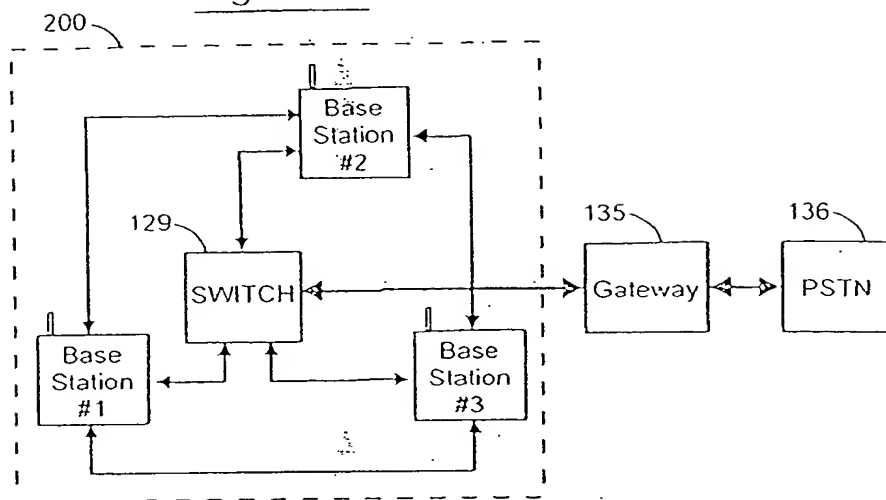 200
Base
Station
#2
129
135
136
SWITCH
Gateway
PSTN
Base
Station
#1
Base
Station
#3